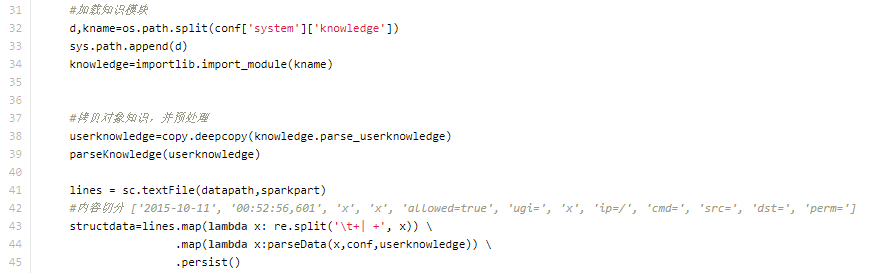 31 #加载知识模块
32 d,kname=os.path.split(conf['system']['knowledge'])
33 sys.path.append(d)
34 knowledge=importlib.import_module(kname)
35
36
37 #拷贝对象知识，并预处理
38 userknowledge=copy.deepcopy(knowledge.parse_userknowledge)
39 parseKnowledge(userknowledge)
40
41 lines = sc.textFile(datapath,sparkpart)
42 #内容切分 ['2015-10-11', '00:52:56,601', 'x', 'x', 'allowed=true', 'ugi=', 'x', 'ip=/', 'cmd=', 'src=', 'dst=', 'perm=']
43 structdata=lines.map(lambda x: re.split('\t+| +', x)) \
44 .map(lambda x:parseData(x,conf,userknowledge)) \
45 .persist()